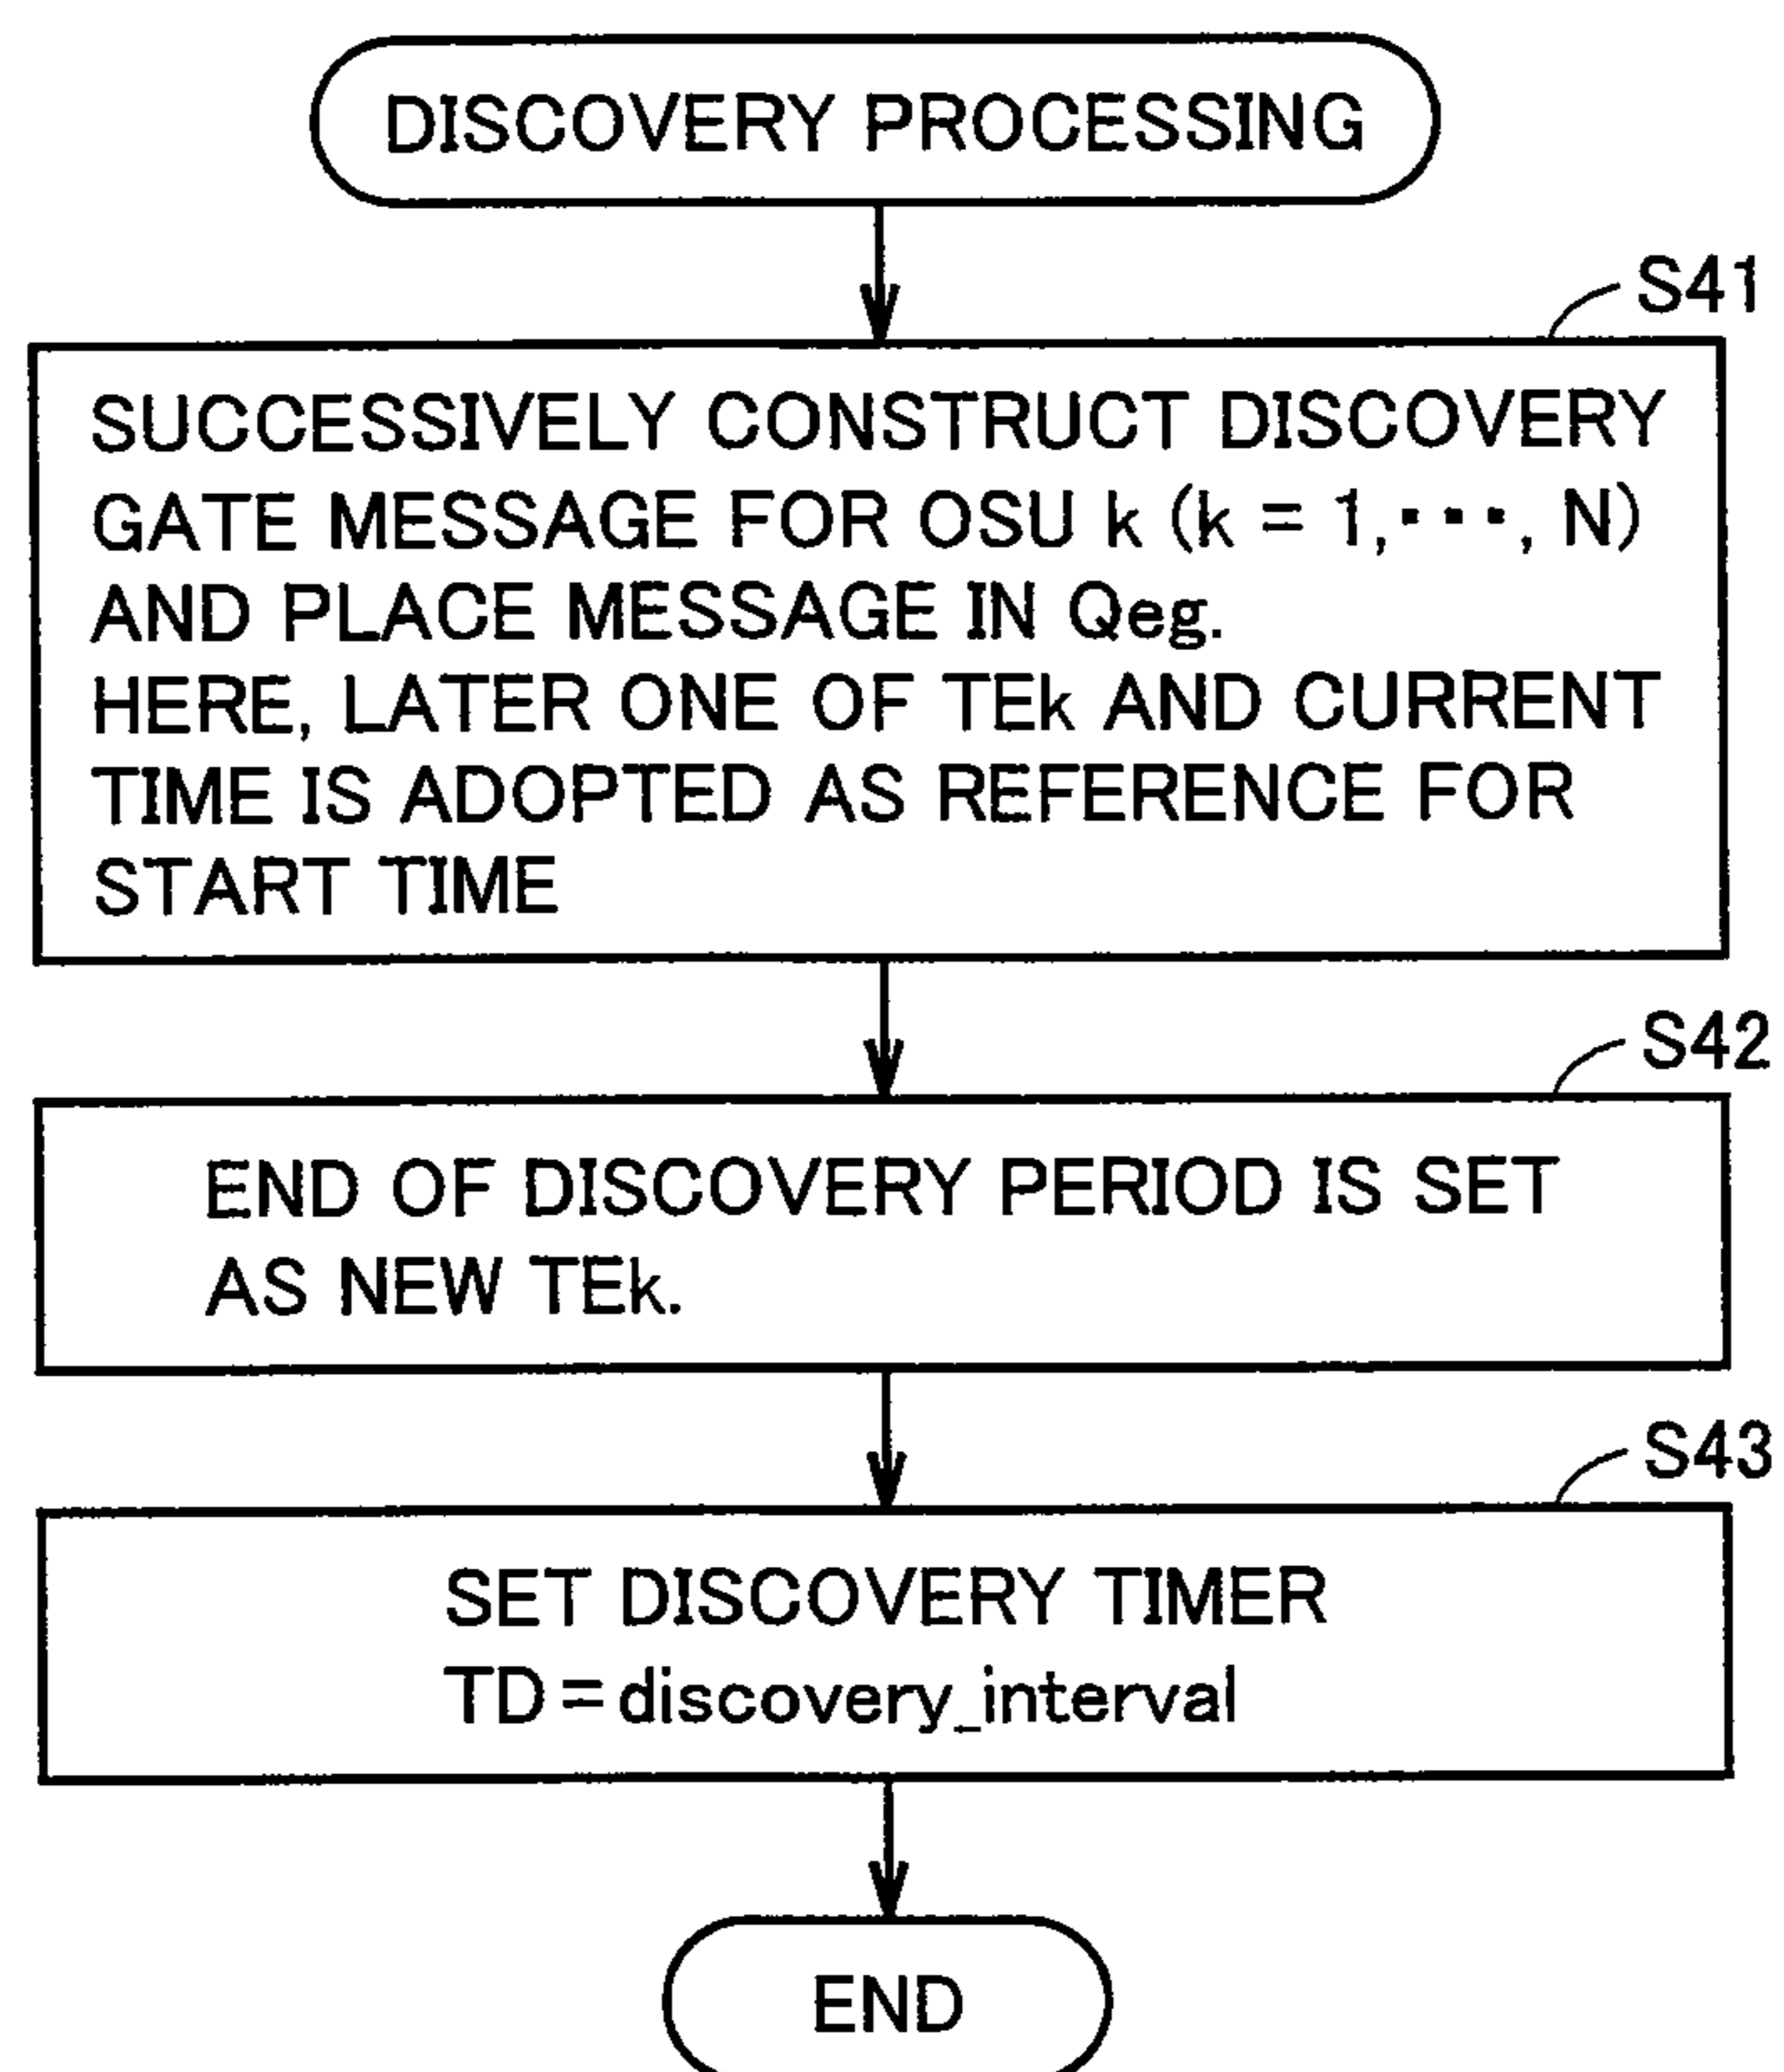 DISCOVERY PROCESSING
S41
SUCCESSIVELY CONSTRUCT DISCOVERY
GATE MESSAGE FOR OSU k (k = 1,･･･, N)
AND PLACE MESSAGE IN Qeg.
HERE, LATER ONE OF TEk AND CURRENT
TIME IS ADOPTED AS REFERENCE FOR
START TIME
S42
END OF DISCOVERY PERIOD IS SET
AS NEW TEk.
S43
SET DISCOVERY TIMER
TD=discovery_interval
END